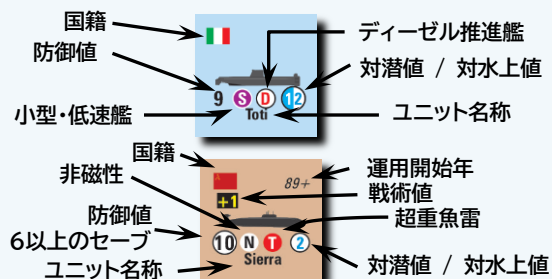 国籍
防御値
ディーゼル推進艦
対潜値 / 対水上値
9 S D 12
小型・低速艦
Toti
ユニット名称
国籍
非磁性
89+
運用開始年
+1
戦術値
防御値
超重魚雷
6以上のセーブ
10 N T 2
Sierra
ユニット名称
対潜値 / 対水上値